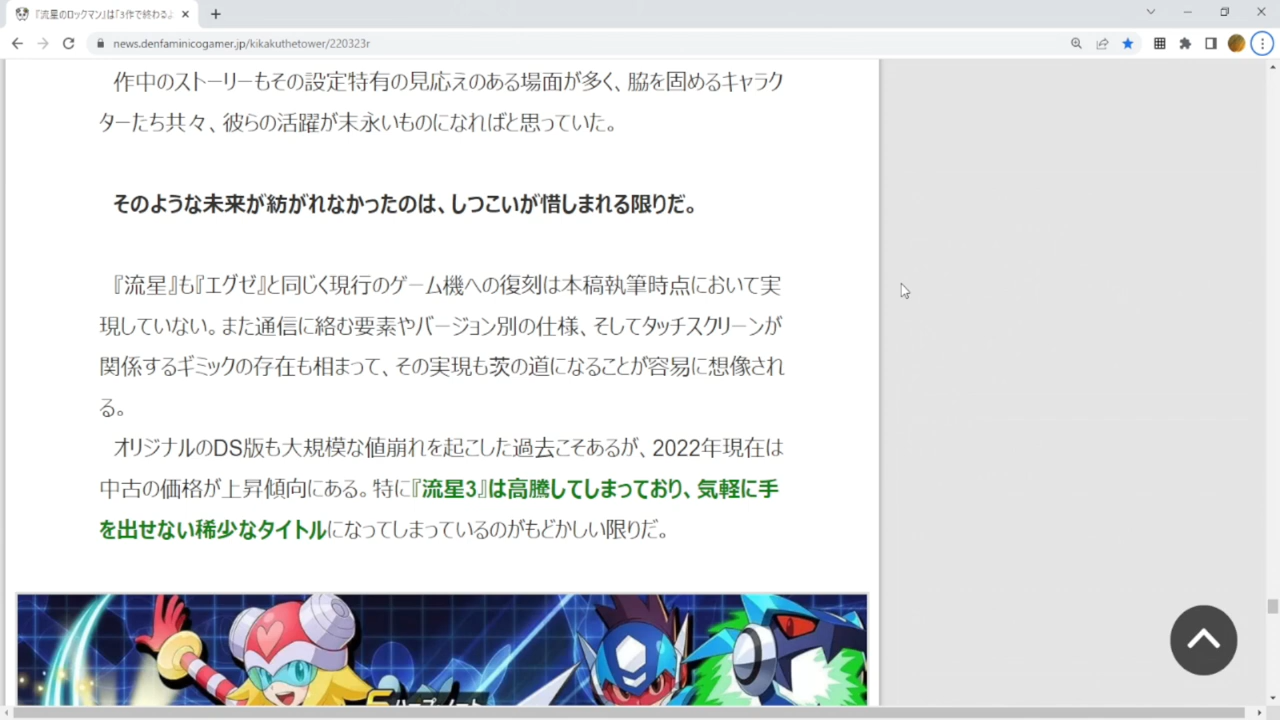 『流星のロックマン』は「3作で終わるよ
news.denfaminicogamer.jp/kikakuthetower/220323r
作中のストーリーもその設定特有の見応えのある場面が多く、脇を固めるキャラク
ターたち共々、彼らの活躍が末永いものになればと思っていた。
そのような未来が紡がれなかったのは、しつこいが惜しまれる限りだ。
『流星』も『エグゼ』と同じく現行のゲーム機への復刻は本稿執筆時点において実
現していない。また通信に絡む要素やバージョン別の仕様、そしてタッチスクリーンが
関係するギミックの存在も相まって、その実現も茨の道になることが容易に想像され
る。
オリジナルのDS版も大規模な値崩れを起こした過去こそあるが、2022年現在は
中古の価格が上昇傾向にある。特に『流星3』は高騰してしまっており、気軽に手
を出せない稀少なタイトルになってしまっているのがもどかしい限りだ。